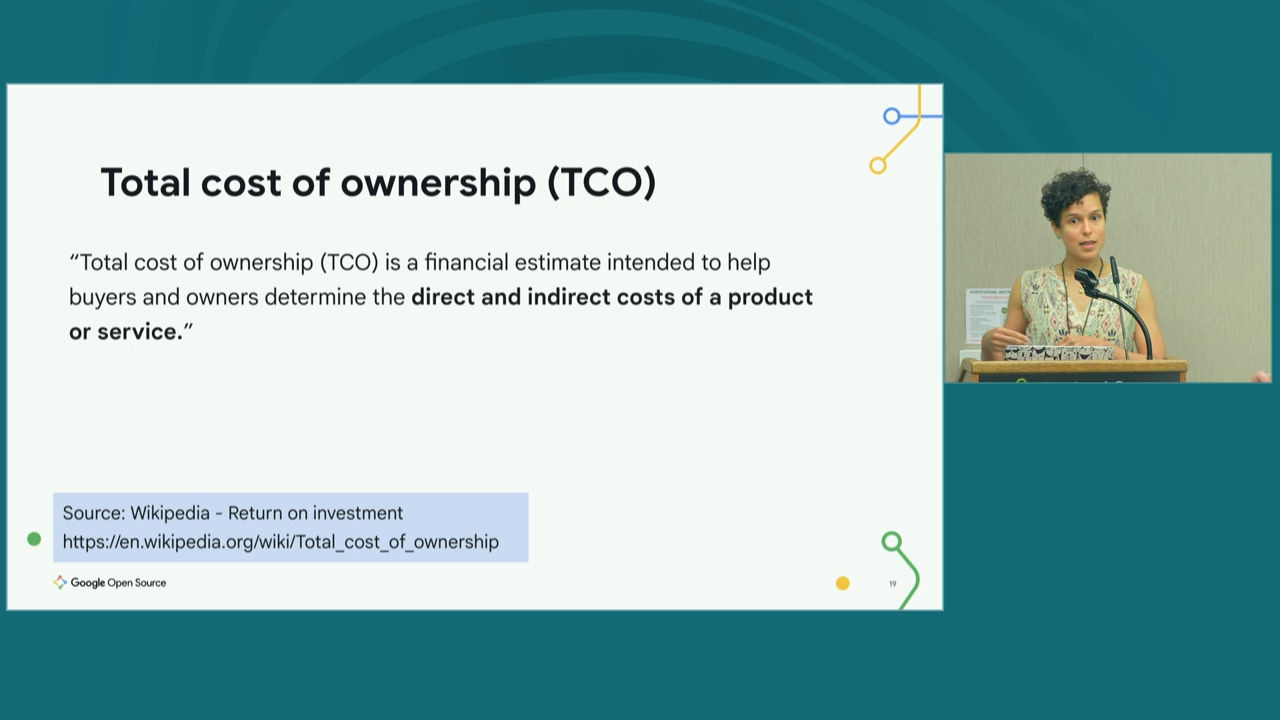 Total cost of ownership (TCO)
“Total cost of ownership (TCO) is a financial estimate intended to help
buyers and owners determine the direct and indirect costs of a product
or service.”
Source: Wikipedia - Return on investment
https://en.wikipedia.org/wiki/Total_cost_of_ownership
Google Open Source
19